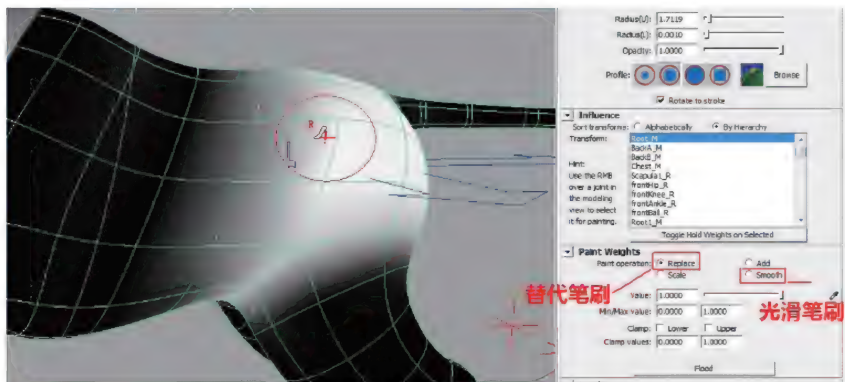 Radius(U): 1.7119
Radius(L): 0.0010
Opacity: 1.0000
Profile: Browse
Rotate to stroke
Influence
Sort transforms: Alphabetically By Hierarchy
Transform: Root_M
BackA_M
BackB_M
Chest_M
Scapula1_R
frontHip_R
frontKnee_R
frontAnkle_R
frontBall_R
Root1_M
Hint:
Use the RMB
over a joint in
the modeling
view to select
it for painting.
Toggle Hold Weights on Selected
Paint Weights
Paint operation: Replace Add
Scale Smooth
替代笔刷
光滑笔刷
Value: 1.0000
Min/Max value: 0.0000 1.0000
Clamp: Lower Upper
Clamp values: 0.0000 1.0000
Flood
R